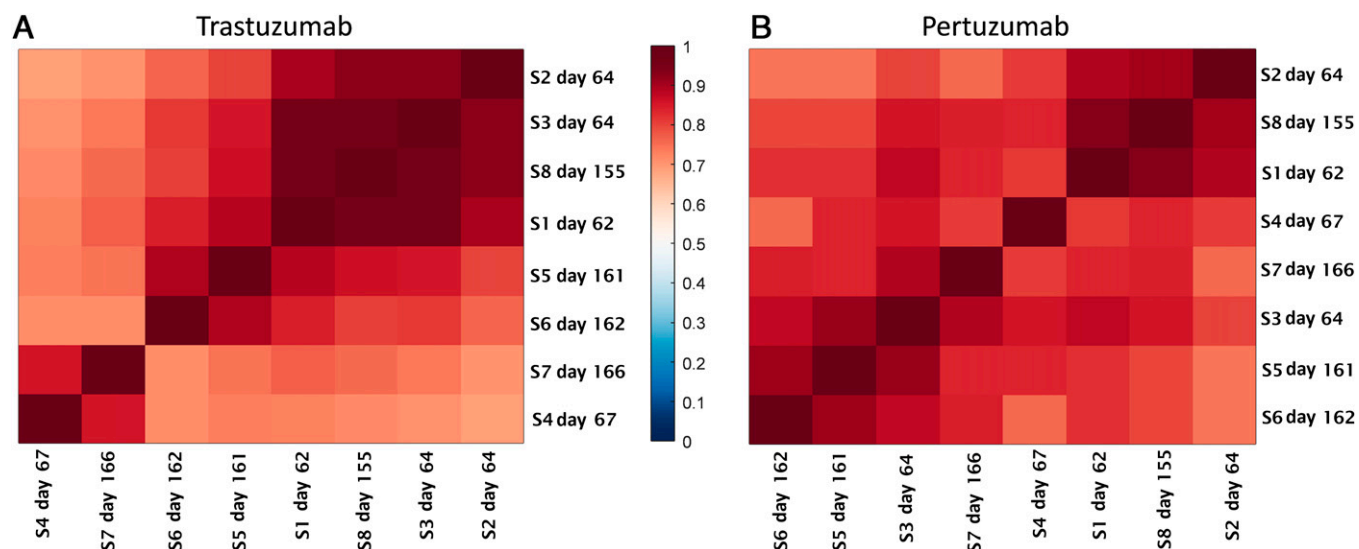 A Trastuzumab
S2 day 64
S3 day 64
S8 day 155
S1 day 62
S5 day 161
S6 day 162
S7 day 166
S4 day 67
S4 day 67
S7 day 166
S6 day 162
S5 day 161
S1 day 62
S8 day 155
S3 day 64
S2 day 64
1
0.9
0.8
0.7
0.6
0.5
0.4
0.3
0.2
0.1
0
B Pertuzumab
S2 day 64
S8 day 155
S1 day 62
S4 day 67
S7 day 166
S3 day 64
S5 day 161
S6 day 162
S6 day 162
S5 day 161
S3 day 64
S7 day 166
S4 day 67
S1 day 62
S8 day 155
S2 day 64